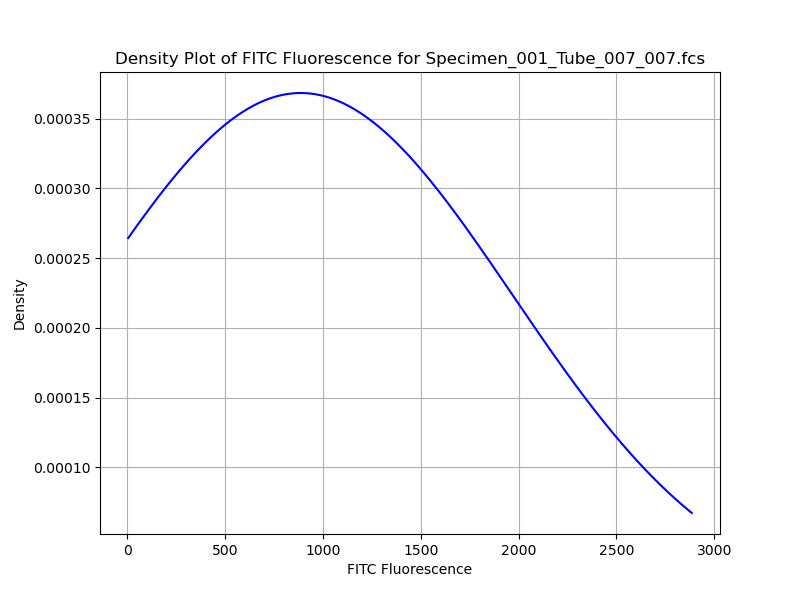 Density Plot of FITC Fluorescence for Specimen_001_Tube_007_007.fcs
0.00035
0.00030
0.00025
0.00020
0.00015
0.00010
Density
0 500 1000 1500 2000 2500 3000
FITC Fluorescence